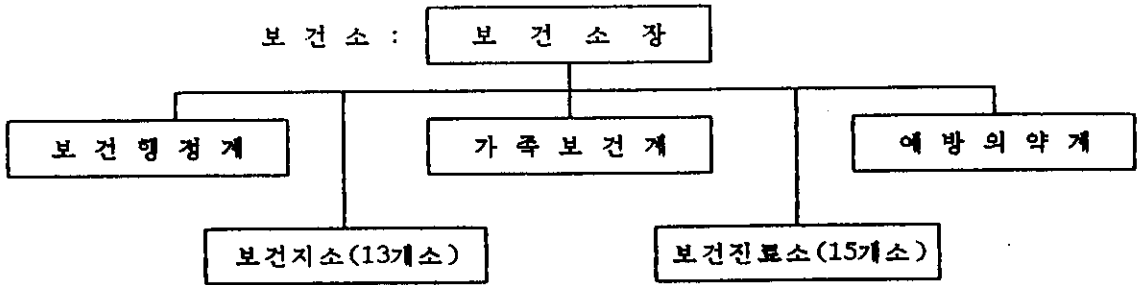 보 건 소 : 보 건 소 장
보 건 행 정 계 가 족 보 건 계 예 방 의 약 계
보건지소(13개소) 보건진료소(15개소)